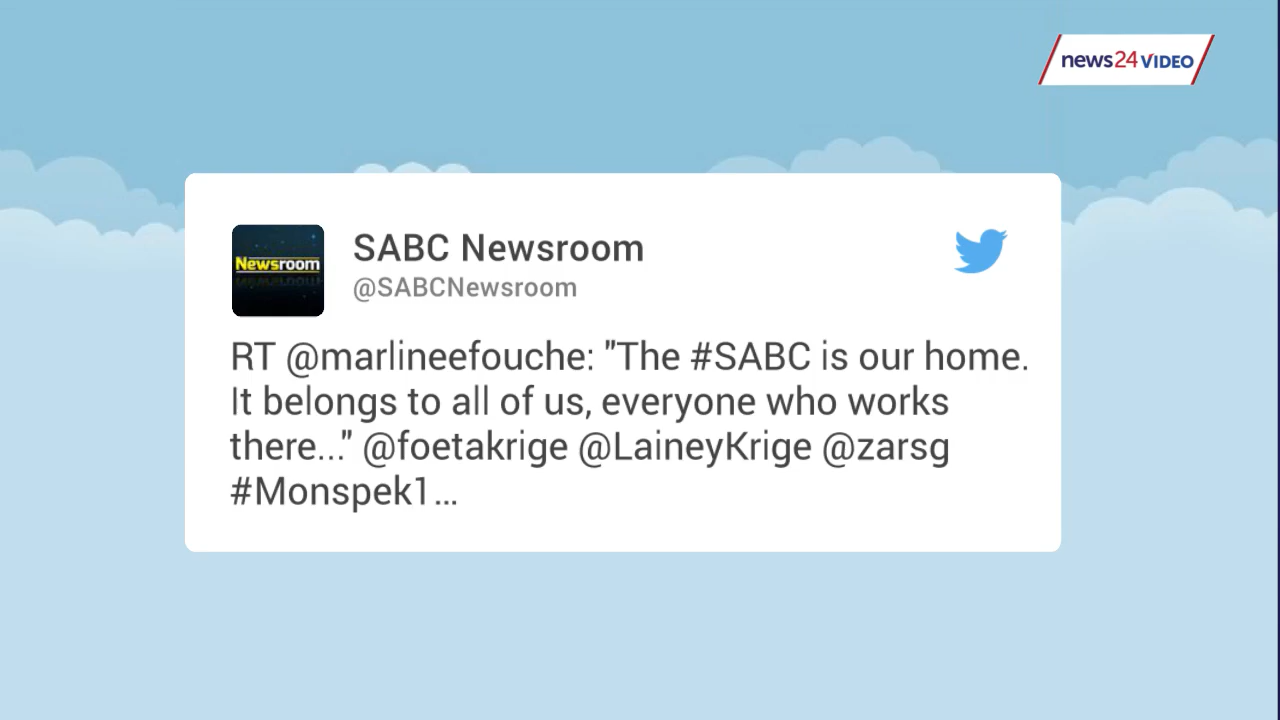 news24 VIDEO
SABC Newsroom
@SABCNewsroom
Newsroom
RT @marlineefouche: "The #SABC is our home.
It belongs to all of us, everyone who works
there..." @foetakrige @LaineyKrige @zarsg
#Monspek1...